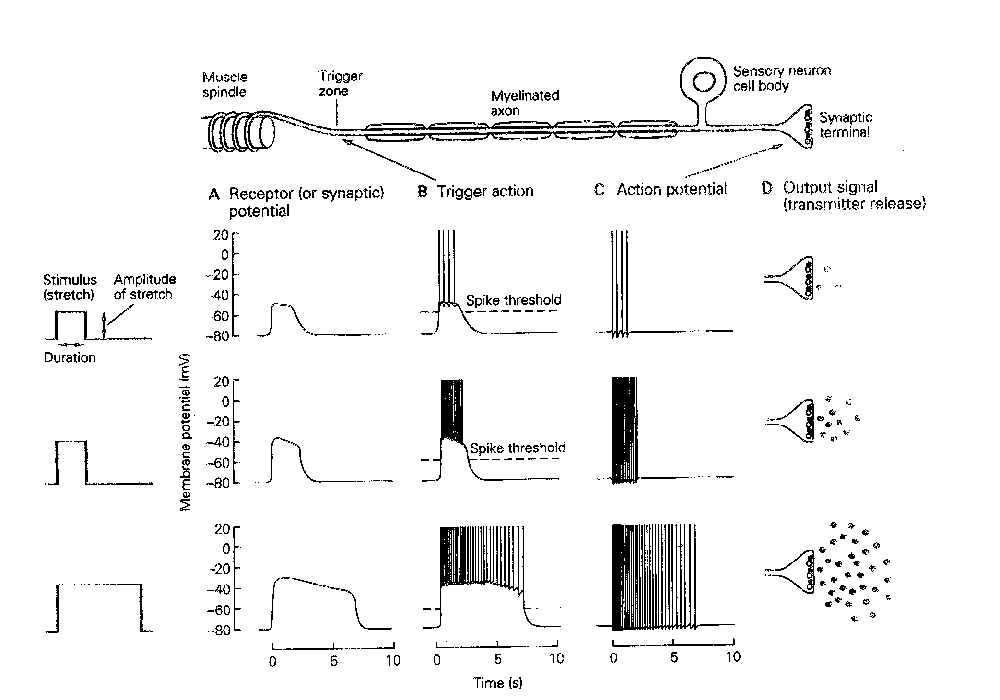 Muscle
spindle
Trigger
zone
Myelinated
axon
Sensory neuron
cell body
Synaptic
terminal
A Receptor (or synaptic)
potential
B Trigger action
C Action potential
D Output signal
(transmitter release)
Stimulus
(stretch)
Amplitude
of stretch
Duration
Membrane potential (mV)
20
0
–20
–40
–60
–80
Spike threshold
20
0
–20
–40
–60
–80
Spike threshold
20
0
–20
–40
–60
–80
0 5 10
0 5 10
0 5 10
Time (s)